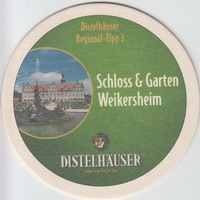 Distelhäuser
Regional-Tipp 3
Schloss & Garten
Weikersheim
DISTELHÄUSER